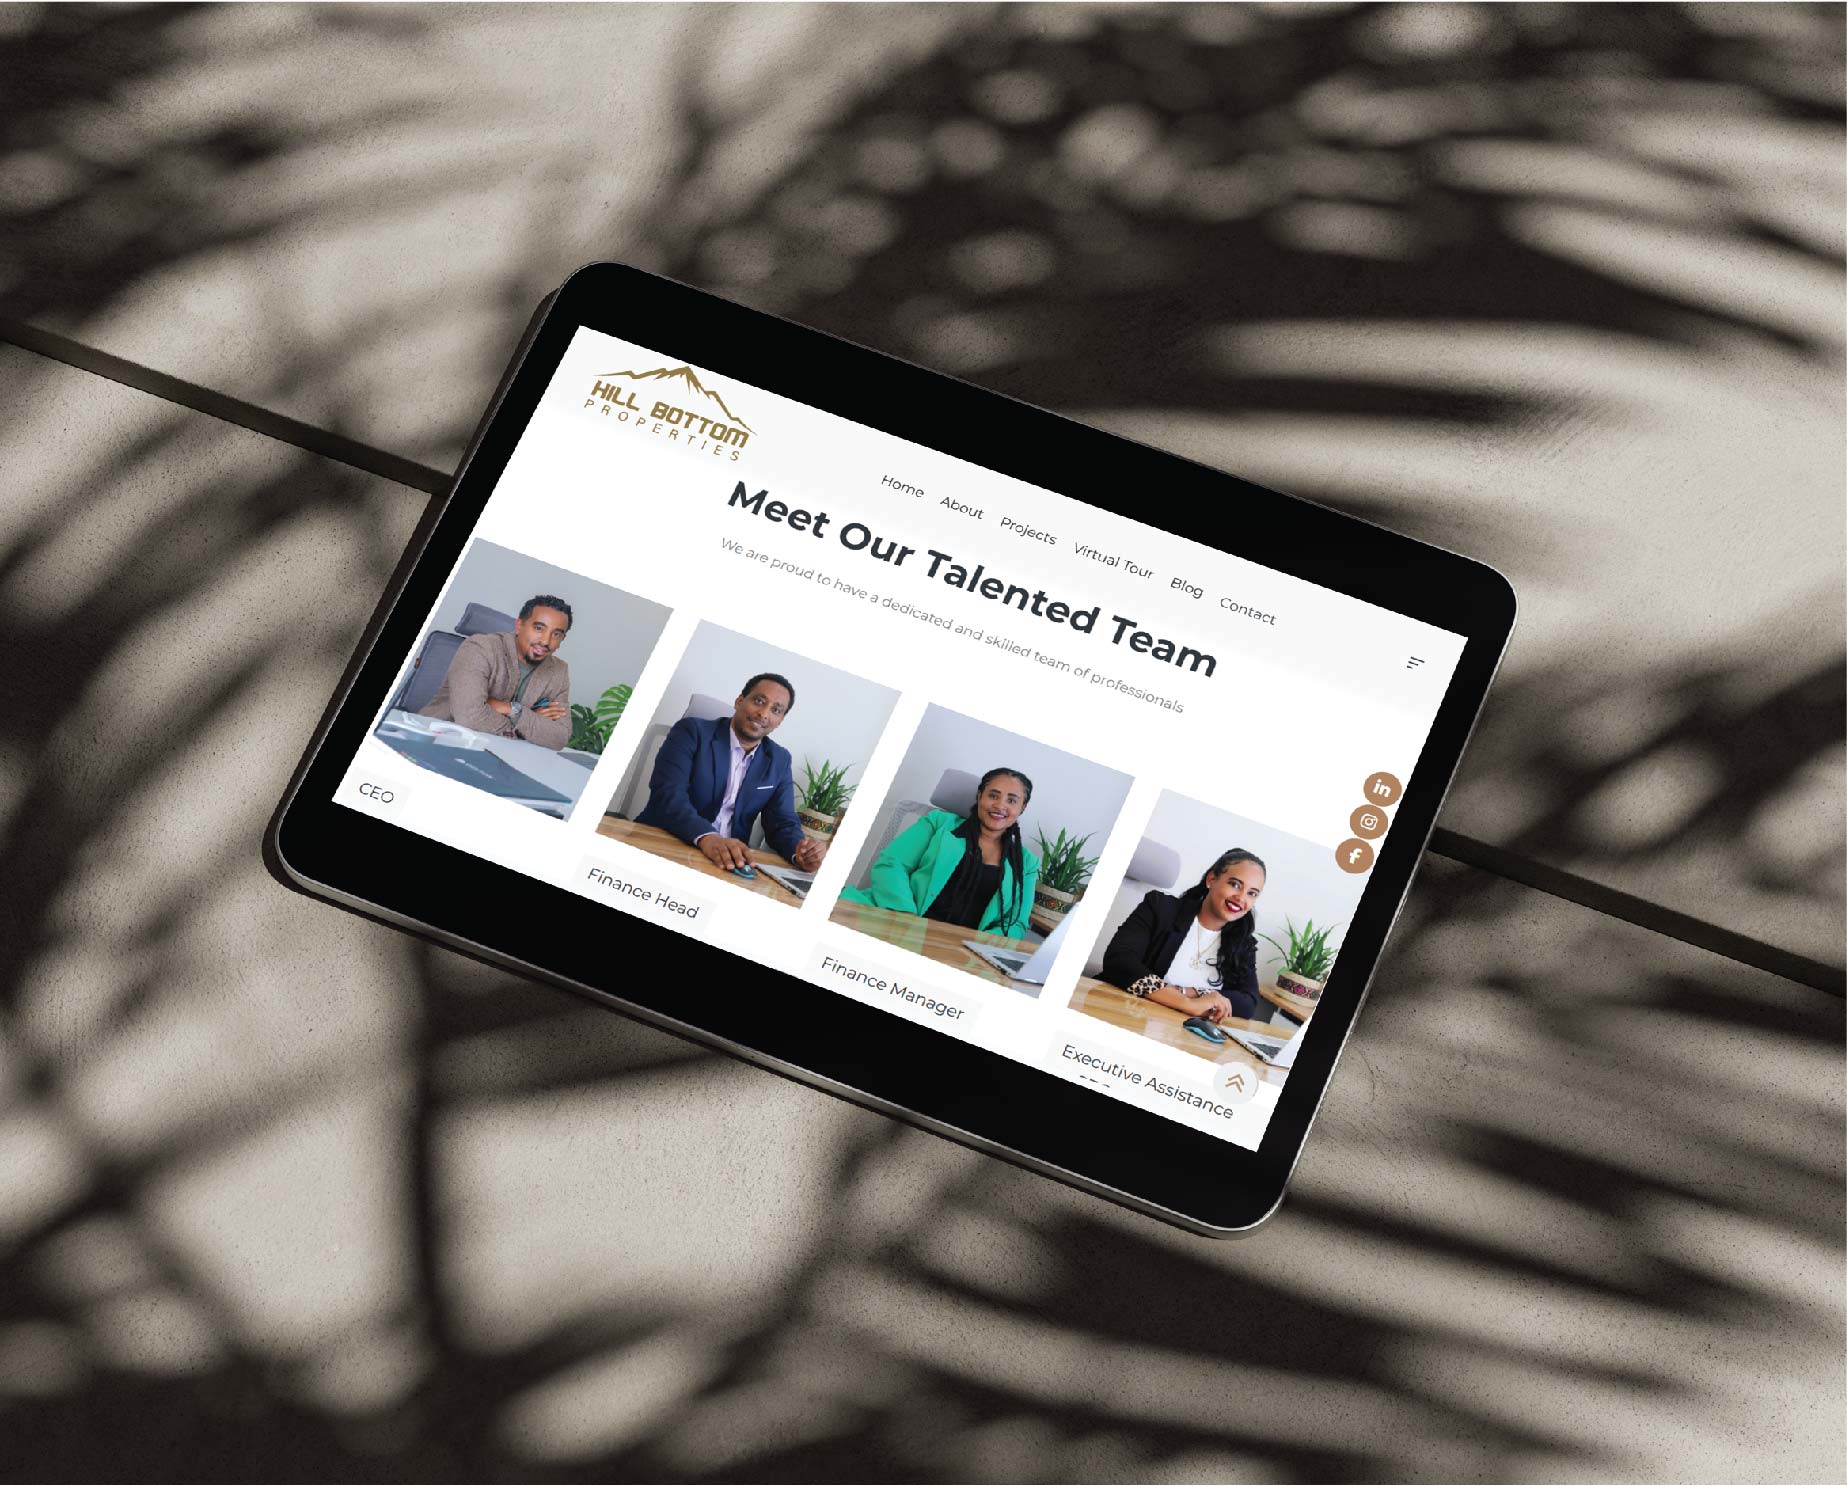 HILL BOTTOM
PROPERTIES
Home About Projects Virtual Tour Blog Contact
Meet Our Talented Team
We are proud to have a dedicated and skilled team of professionals
in
f
CEO
Finance Head
Finance Manager
Executive Assistance